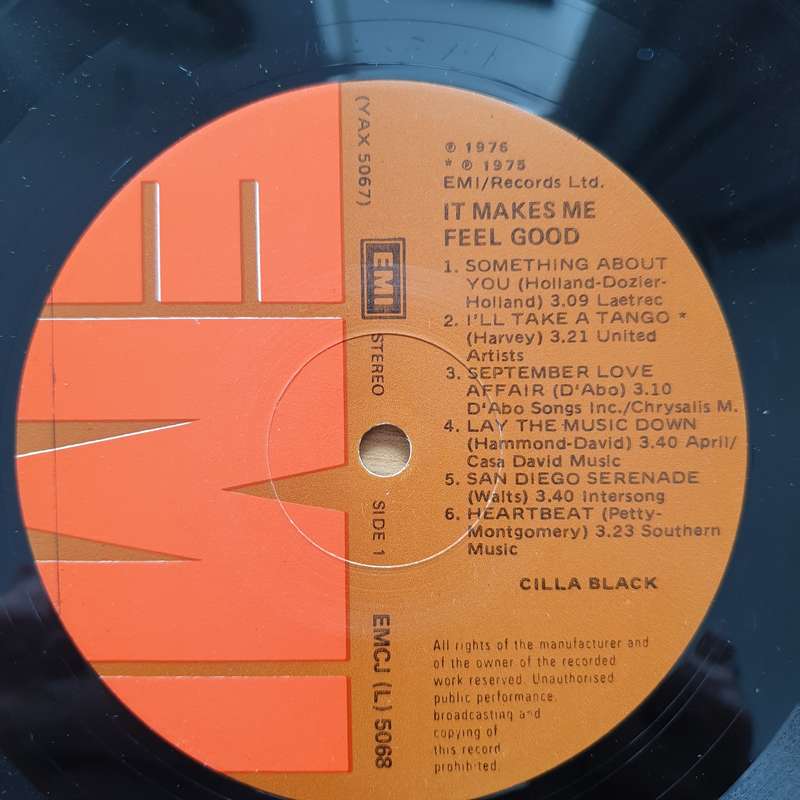 (YAX 5067)
EMI
STEREO
SIDE 1
EMCJ (L) 5068
EMI
℗ 1976
* ℗ 1975
EMI/Records Ltd.
IT MAKES ME
FEEL GOOD
1. SOMETHING ABOUT
YOU (Holland-Dozier-
Holland) 3.09 Laetrec
2. I'LL TAKE A TANGO *
(Harvey) 3.21 United
Artists
3. SEPTEMBER LOVE
AFFAIR (D'Abo) 3.10
D'Abo Songs Inc./Chrysalis M.
4. LAY THE MUSIC DOWN
(Hammond-David) 3.40 April/
Casa David Music
5. SAN DIEGO SERENADE
(Walts) 3.40 Intersong
6. HEARTBEAT (Petty-
Montgomery) 3.23 Southern
Music
CILLA BLACK
All rights of the manufacturer and
of the owner of the recorded
work reserved. Unauthorised
public performance,
broadcasting and
copying of
this record
prohibited.